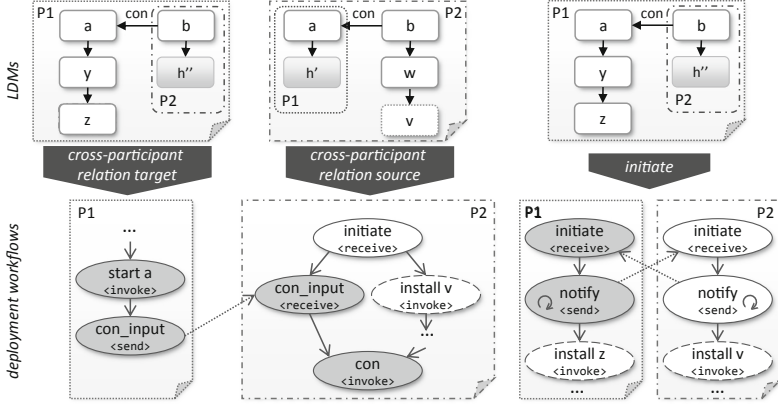 LDMs
P1
a
con
b
y
h''
z
P2
P2
a
con
b
h'
w
P1
v
P1
a
con
b
y
h''
z
P2
cross-participant
relation target
cross-participant
relation source
initiate
deployment workflows
P1
...
start a
<invoke>
con_input
<send>
P2
initiate
<receive>
con_input
<receive>
install v
<invoke>
...
con
<invoke>
P1
initiate
<receive>
notify
<send>
install z
<invoke>
...
P2
initiate
<receive>
notify
<send>
install v
<invoke>
...